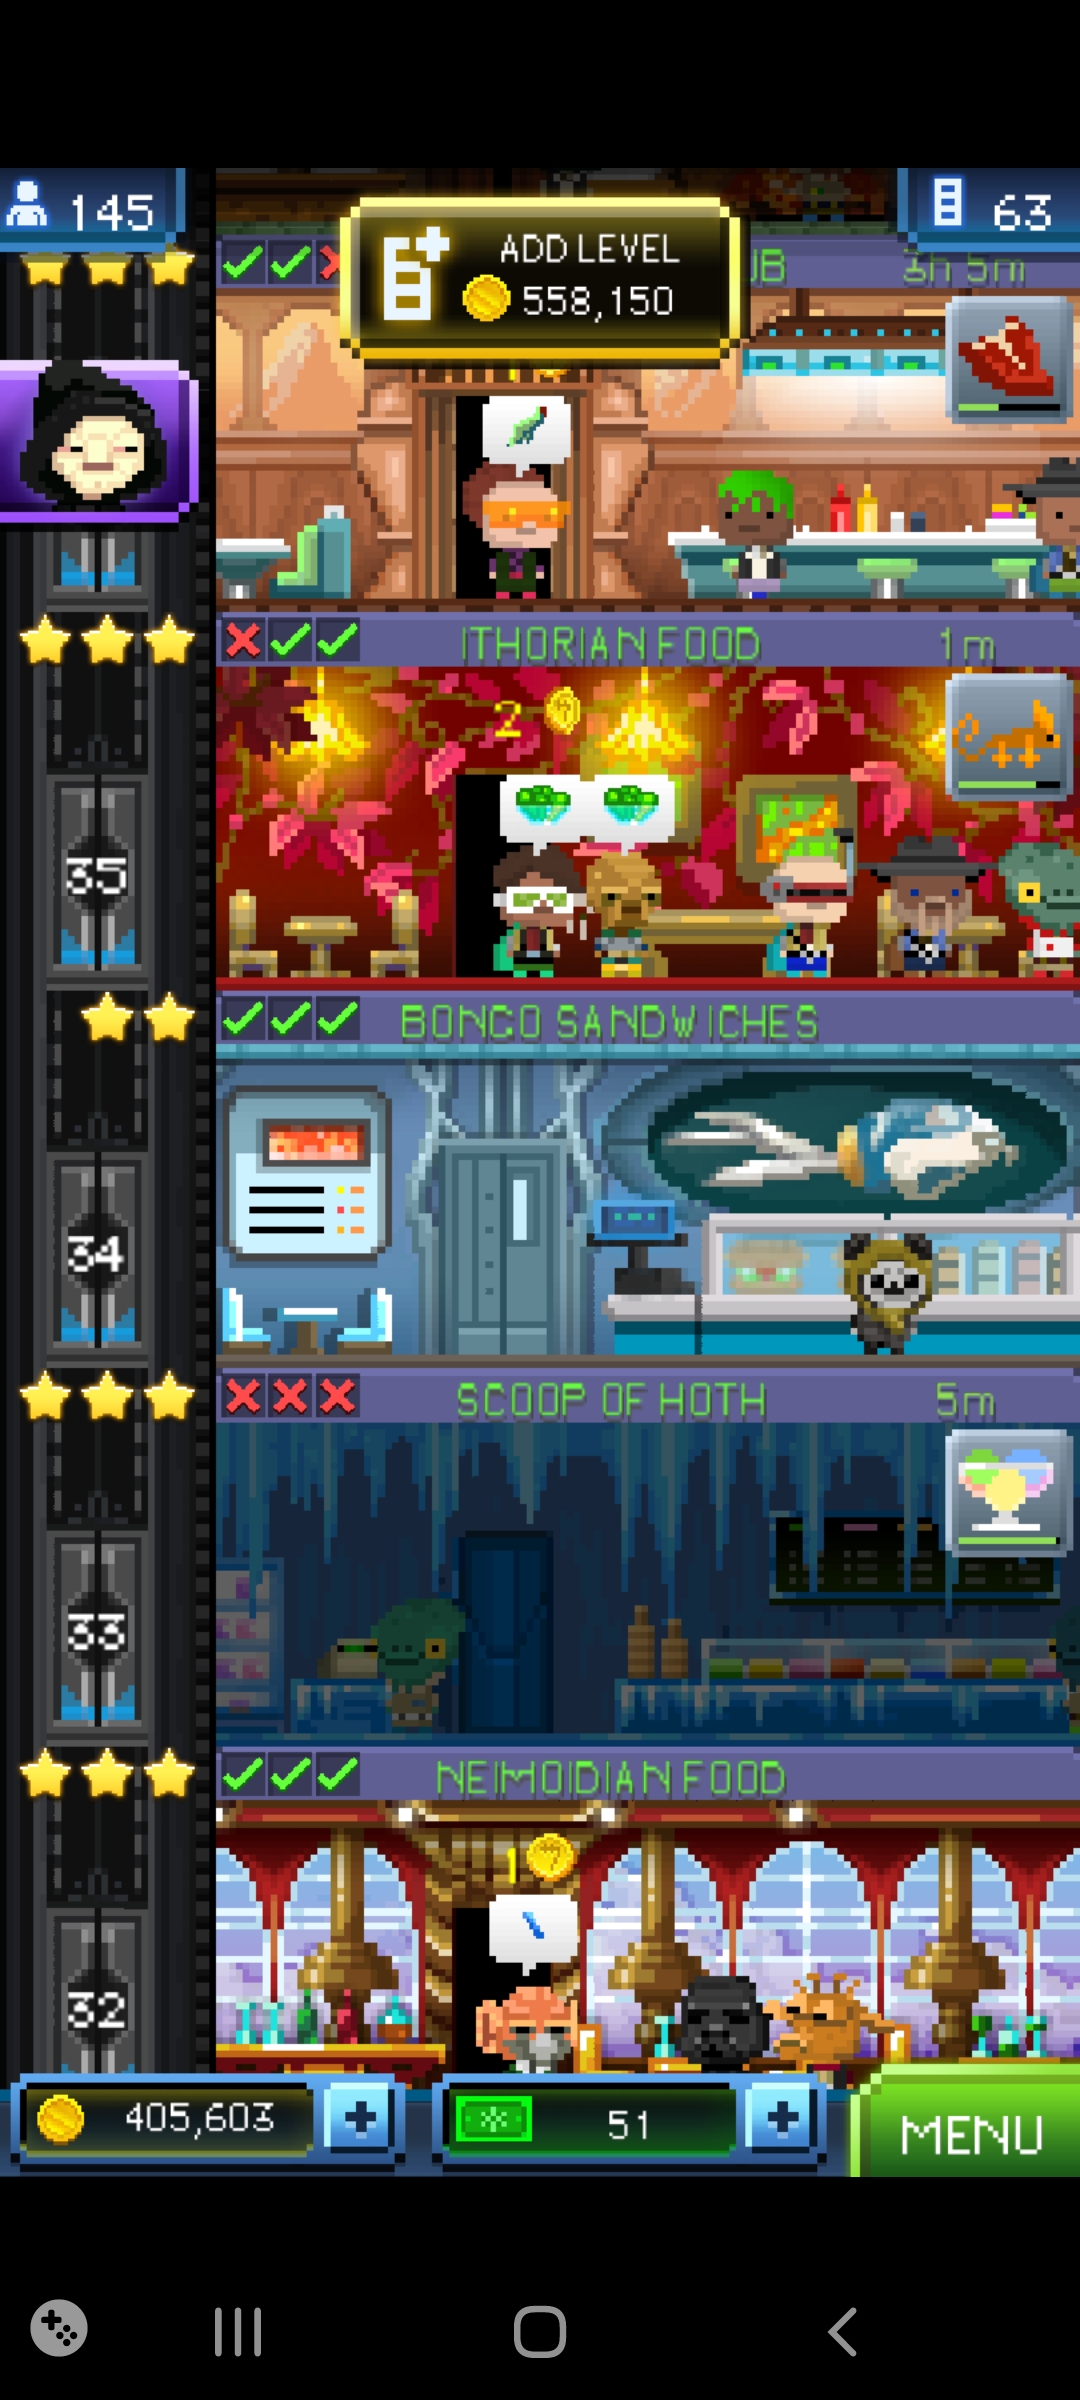 145
63
ADD LEVEL
558,150
UB
3h 5m
ITHORIAN FOOD
1m
2
35
BONGO SANDWICHES
34
SCOOP OF HOTH
5m
33
NEIMOIDIAN FOOD
1
32
405,603
51
MENU